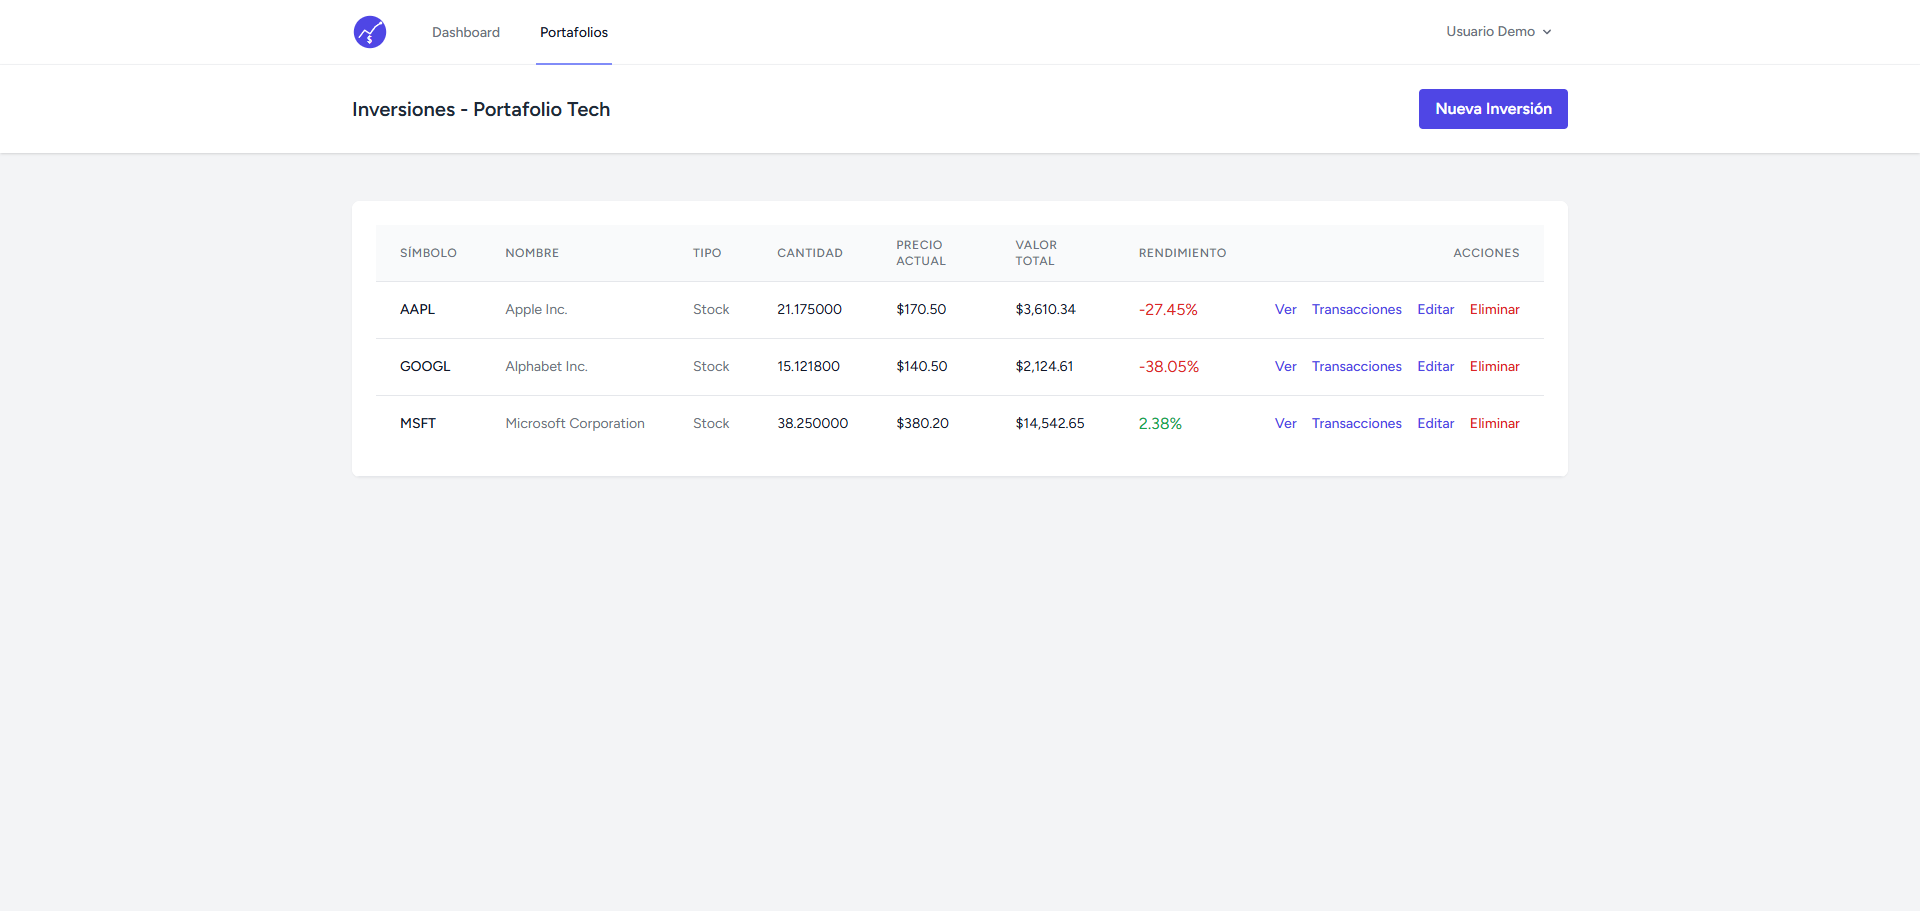 Dashboard Portafolios Usuario Demo
Inversiones - Portafolio Tech Nueva Inversión
SÍMBOLO NOMBRE TIPO CANTIDAD PRECIO ACTUAL VALOR TOTAL RENDIMIENTO ACCIONES
AAPL Apple Inc. Stock 21.175000 $170.50 $3,610.34 -27.45% Ver Transacciones Editar Eliminar
GOOGL Alphabet Inc. Stock 15.121800 $140.50 $2,124.61 -38.05% Ver Transacciones Editar Eliminar
MSFT Microsoft Corporation Stock 38.250000 $380.20 $14,542.65 2.38% Ver Transacciones Editar Eliminar